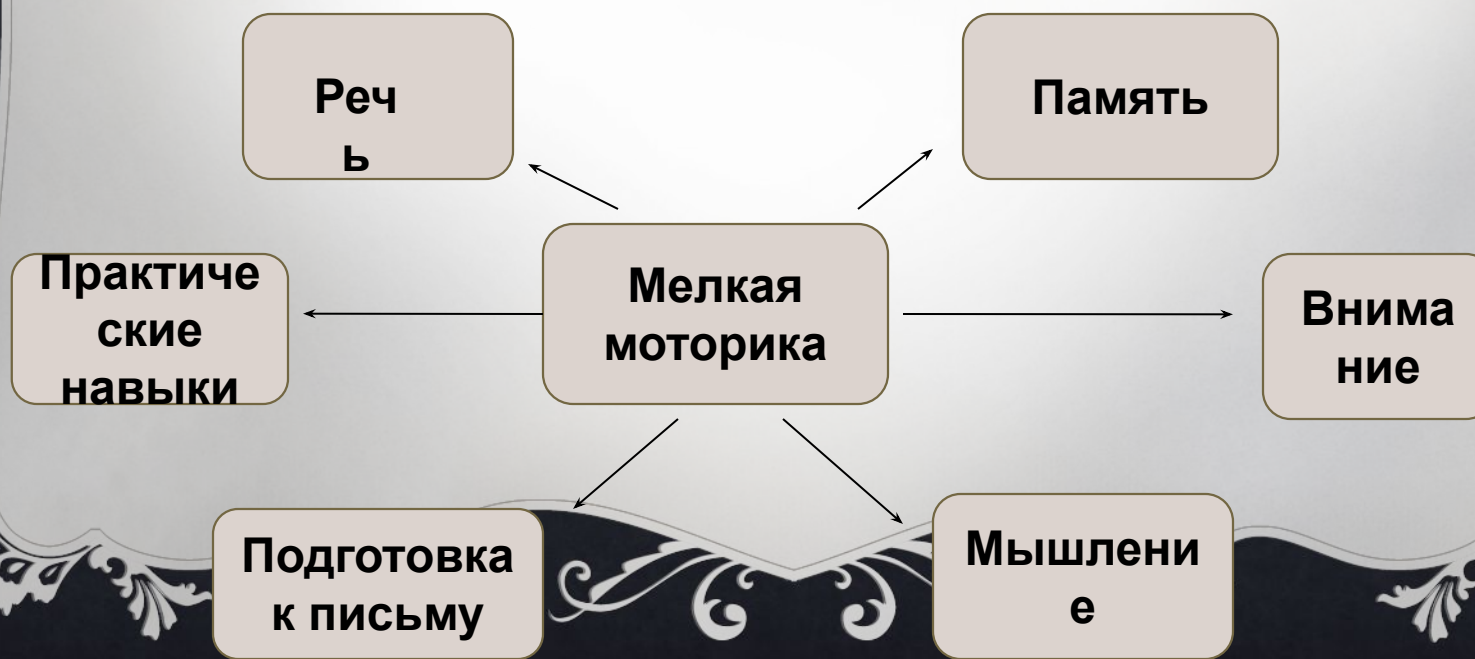 Реч
ь
Память
Мелкая
моторика
Практиче
ские
навыки
Внима
ние
Подготовка
к письму
Мышлени
е